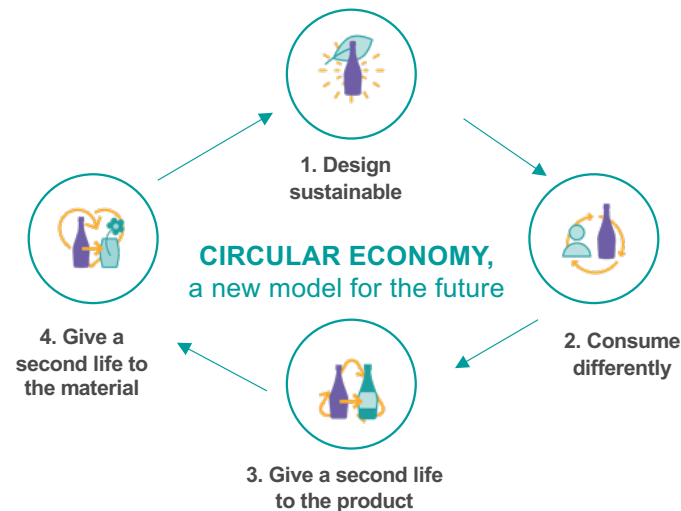 1. Design
sustainable
CIRCULAR ECONOMY,
a new model for the future
2. Consume
differently
3. Give a second life
to the product
4. Give a
second life to
the material